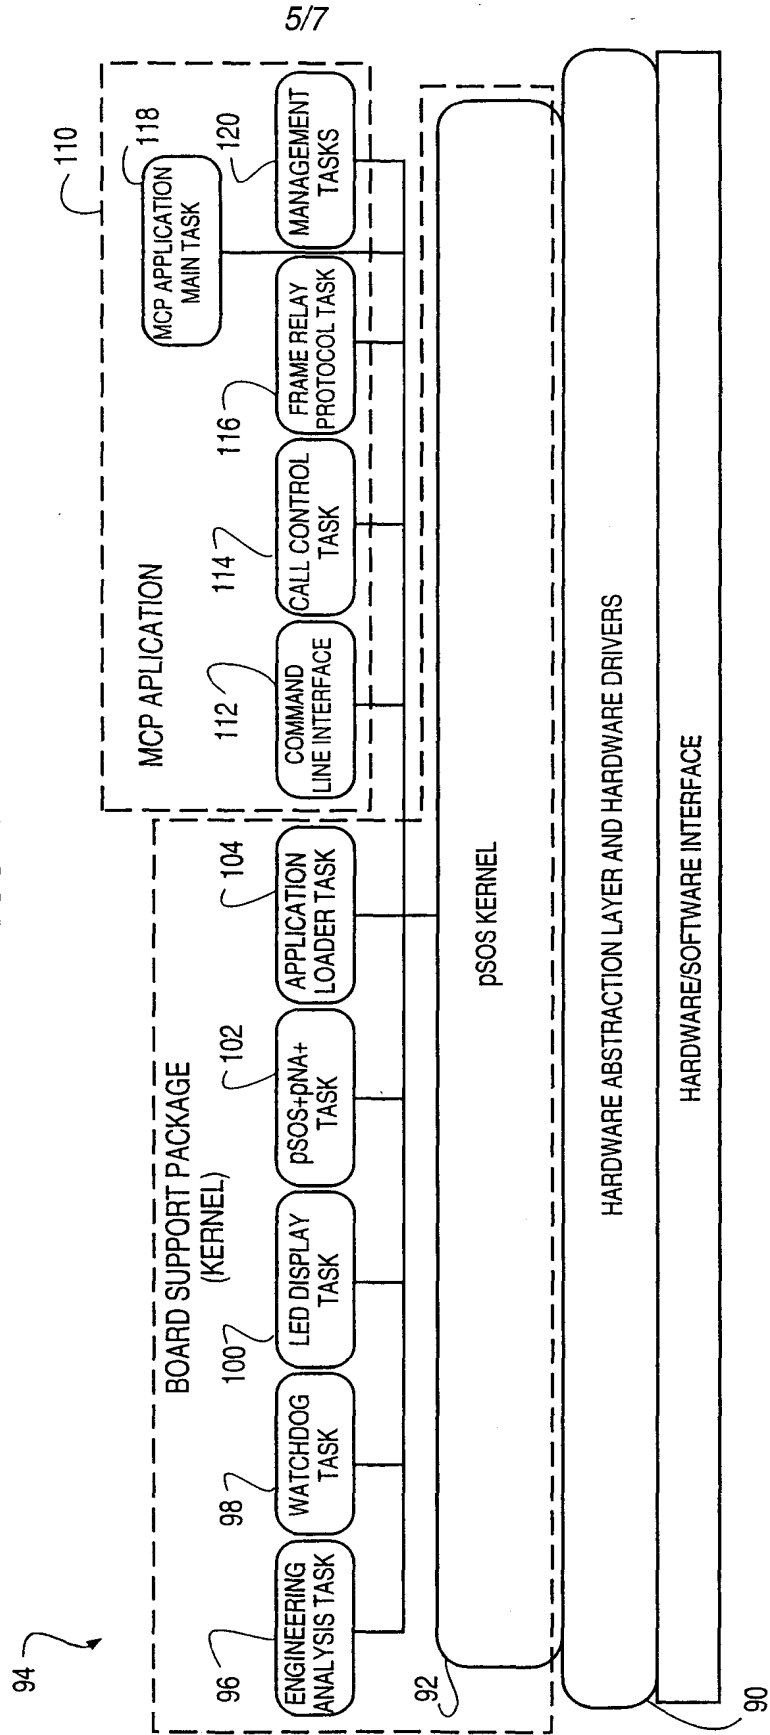 5/7
94
BOARD SUPPORT PACKAGE
(KERNEL)
MCP APLICATION
110
MCP APPLICATION
MAIN TASK
118
96
ENGINEERING
ANALYSIS TASK
98
WATCHDOG
TASK
100
LED DISPLAY
TASK
102
pSOS+pNA+
TASK
104
APPLICATION
LOADER TASK
112
COMMAND
LINE INTERFACE
114
CALL CONTROL
TASK
116
FRAME RELAY
PROTOCOL TASK
120
MANAGEMENT
TASKS
92
pSOS KERNEL
HARDWARE ABSTRACTION LAYER AND HARDWARE DRIVERS
HARDWARE/SOFTWARE INTERFACE
90